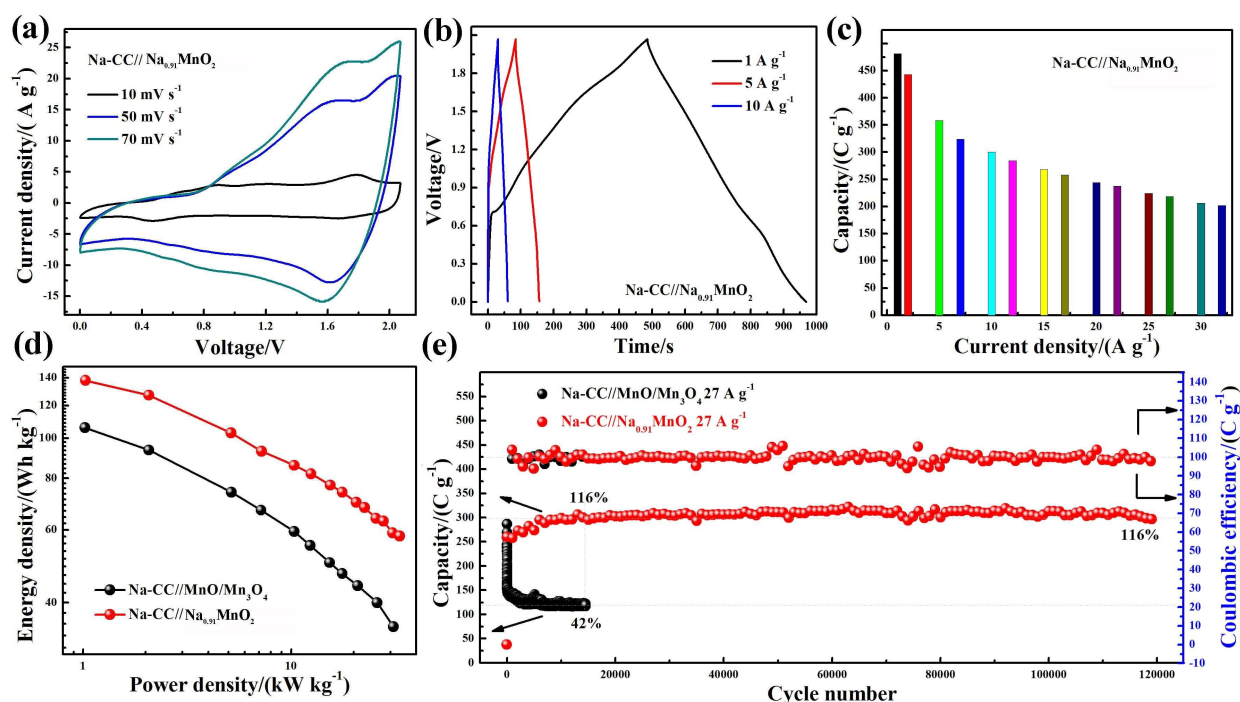 (a)
Na-CC// Na0.91MnO2
10 mV s-1
50 mV s-1
70 mV s-1
Current density/( A g-1)
25
20
15
10
5
0
-5
-10
-15
0.0 0.4 0.8 1.2 1.6 2.0
Voltage/V
(b)
1 A g-1
5 A g-1
10 A g-1
Voltage/V
1.8
1.5
1.2
0.9
0.6
0.3
0.0
Na-CC//Na0.91MnO2
0 100 200 300 400 500 600 700 800 900 1000
Time/s
(c)
Na-CC//Na0.91MnO2
Capacity/(C g-1)
500
450
400
350
300
250
200
150
100
50
0
5 10 15 20 25 30
Current density/(A g-1)
(d)
Energy density/(Wh kg-1)
140
120
100
80
60
40
Na-CC//MnO/Mn3O4
Na-CC//Na0.91MnO2
1 10
Power density/(kW kg-1)
(e)
Na-CC//MnO/Mn3O4 27 A g-1
Na-CC//Na0.91MnO2 27 A g-1
Capacity/(C g-1)
550
500
450
400
350
300
250
200
150
100
50
0
116%
42%
116%
0 20000 40000 60000 80000 100000 120000
Cycle number
140
130
120
110
100
90
80
70
60
50
40
30
20
10
0
-10
Coulombic efficiency/(C g-1)